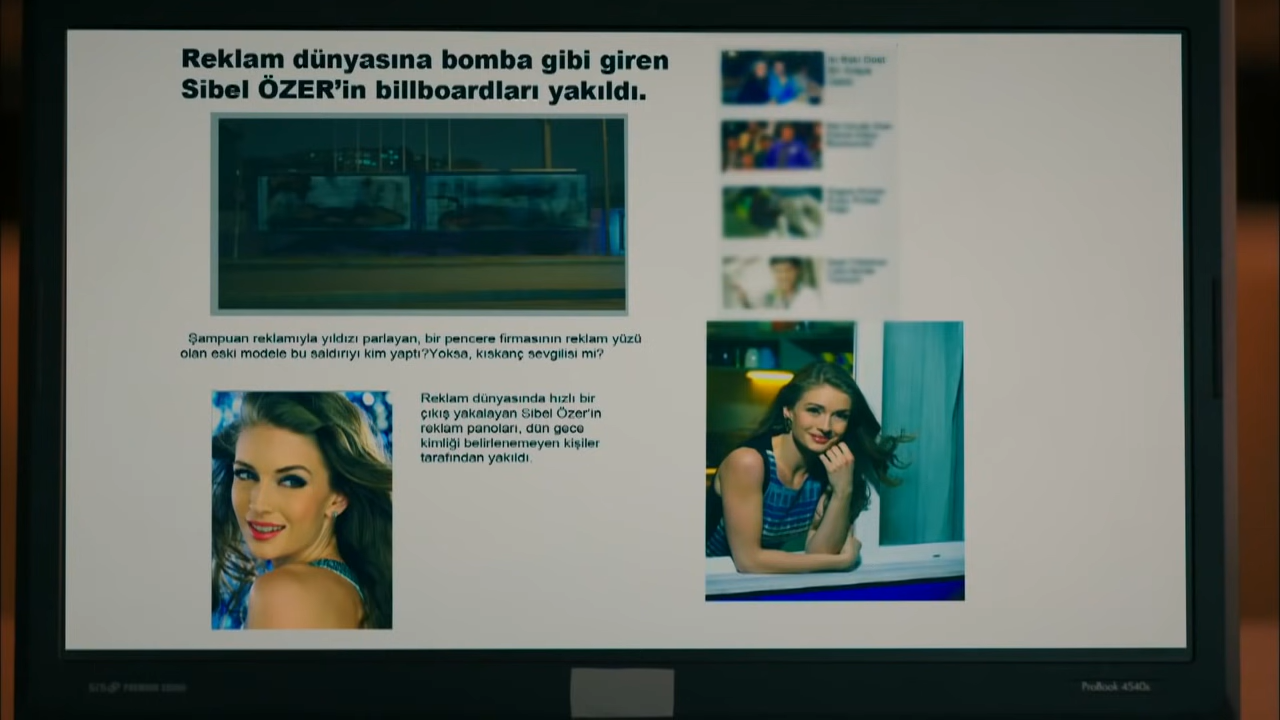 Reklam dünyasına bomba gibi giren
Sibel ÖZER'in billboardları yakıldı.
Şampuan reklamıyla yıldızı parlayan, bir pencere firmasının reklam yüzü
olan eski modele bu saldırıyı kim yaptı?Yoksa, kıskanç sevgilisi mi?
Reklam dünyasında hızlı bir
çıkış yakalayan Sibel Özer'in
reklam panoları, dün gece
kimliği belirlenemeyen kişiler
tarafından yakıldı.
ProBook 4540s